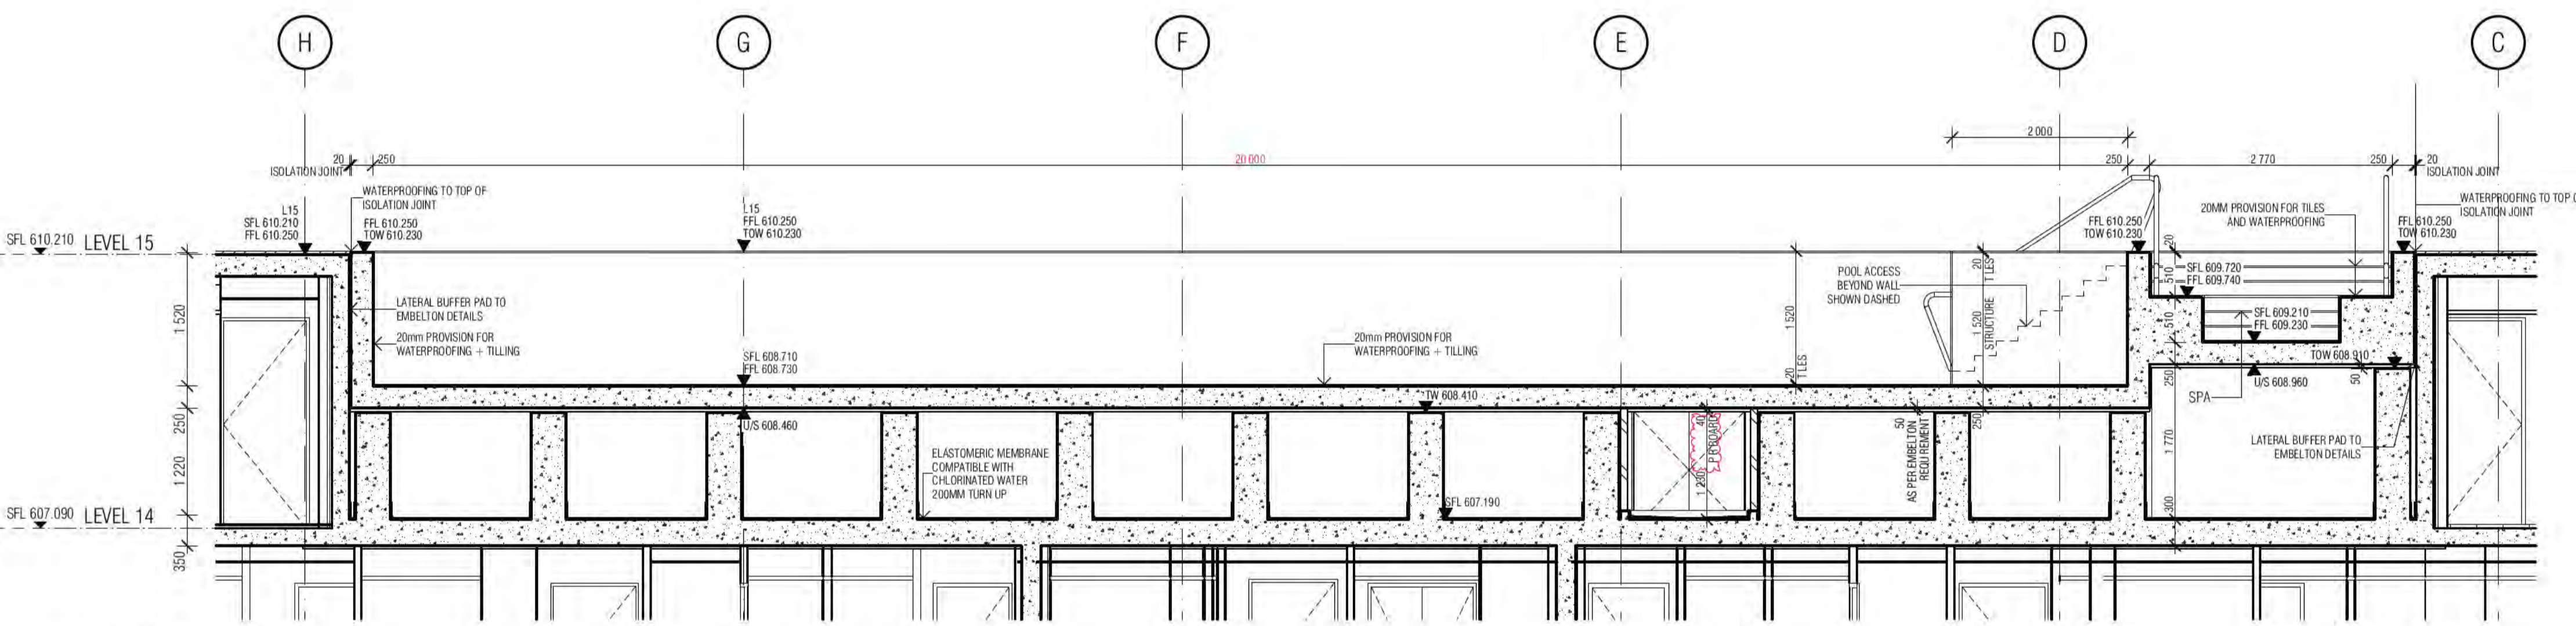 H
G
F
E
D
C
2 000
20
ISOLATION JOINT
250
20 600
250
2 770
250
20
ISOLATION JOINT
WATERPROOFING TO TOP OF
ISOLATION JOINT
L15
SFL 610.210
FFL 610.250
FFL 610.250
TOW 610.230
L15
FFL 610.250
TOW 610.230
FFL 610.250
TOW 610.230
20MM PROVISION FOR TILES
AND WATERPROOFING
FFL 610.250
TOW 610.230
WATERPROOFING TO TOP O
ISOLATION JOINT
SFL 610.210 LEVEL 15
1 520
250
1 220
350
LATERAL BUFFER PAD TO
EMBELTON DETAILS
20mm PROVISION FOR
WATERPROOFING + TILLING
SFL 608.710
FFL 608.730
U/S 608.460
20mm PROVISION FOR
WATERPROOFING + TILLING
1 520
20
TILES
POOL ACCESS
BEYOND WALL
SHOWN DASHED
20
TILES
1 520
STRUCTURE
250
20
510
510
250
1 770
300
SFL 609.720
FFL 609.740
SFL 609.210
FFL 609.230
TOW 608.910
U/S 608.960
50
SPA
LATERAL BUFFER PAD TO
EMBELTON DETAILS
TW 608.410
40
1 230
50
AS PER EMBELTON
REQUIREMENT
ELASTOMERIC MEMBRANE
COMPATIBLE WITH
CHLORINATED WATER
200MM TURN UP
SFL 607.190
SFL 607.090 LEVEL 14